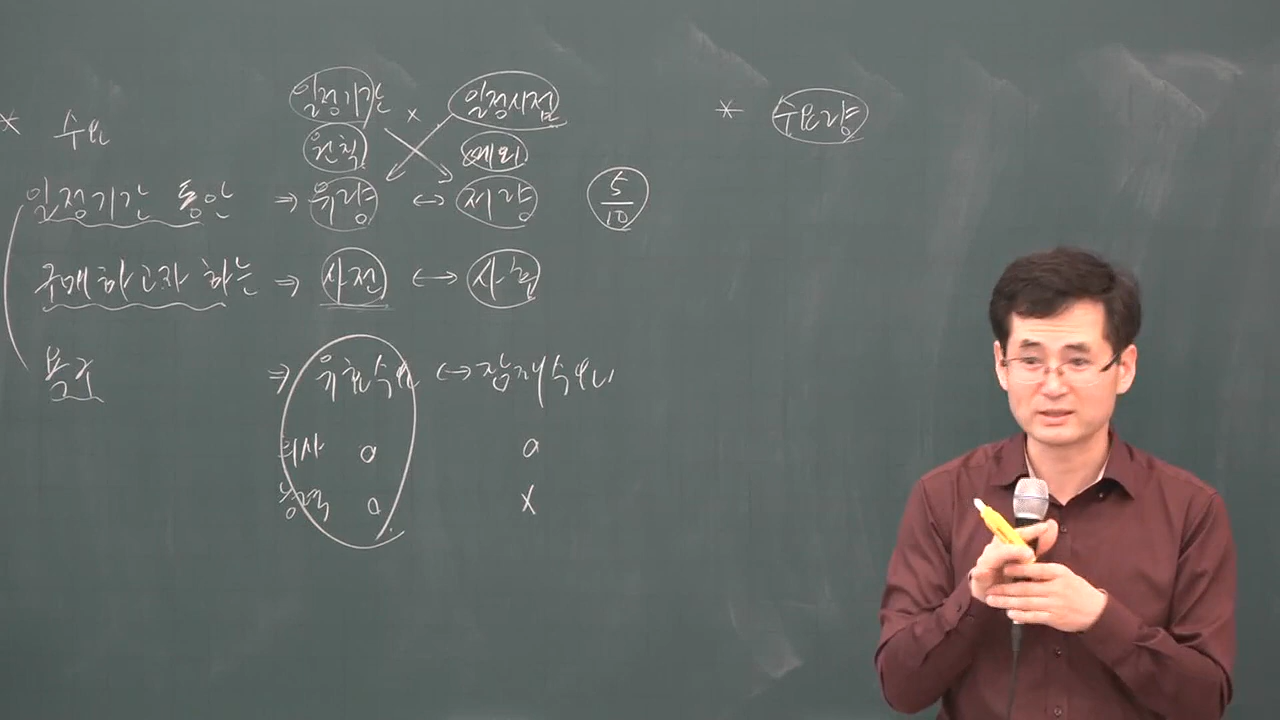 일정기간 × 일정시점
* 수요
원칙 예외
일정기간 동안 ⇒ 유량 ↔ 저량 5/10
구매하고자 하는 ⇒ 사전 ↔ 사후
욕구 ⇒ 유효수요 ↔ 잠재수요
의사 o o
능력 o ×
* 수요량